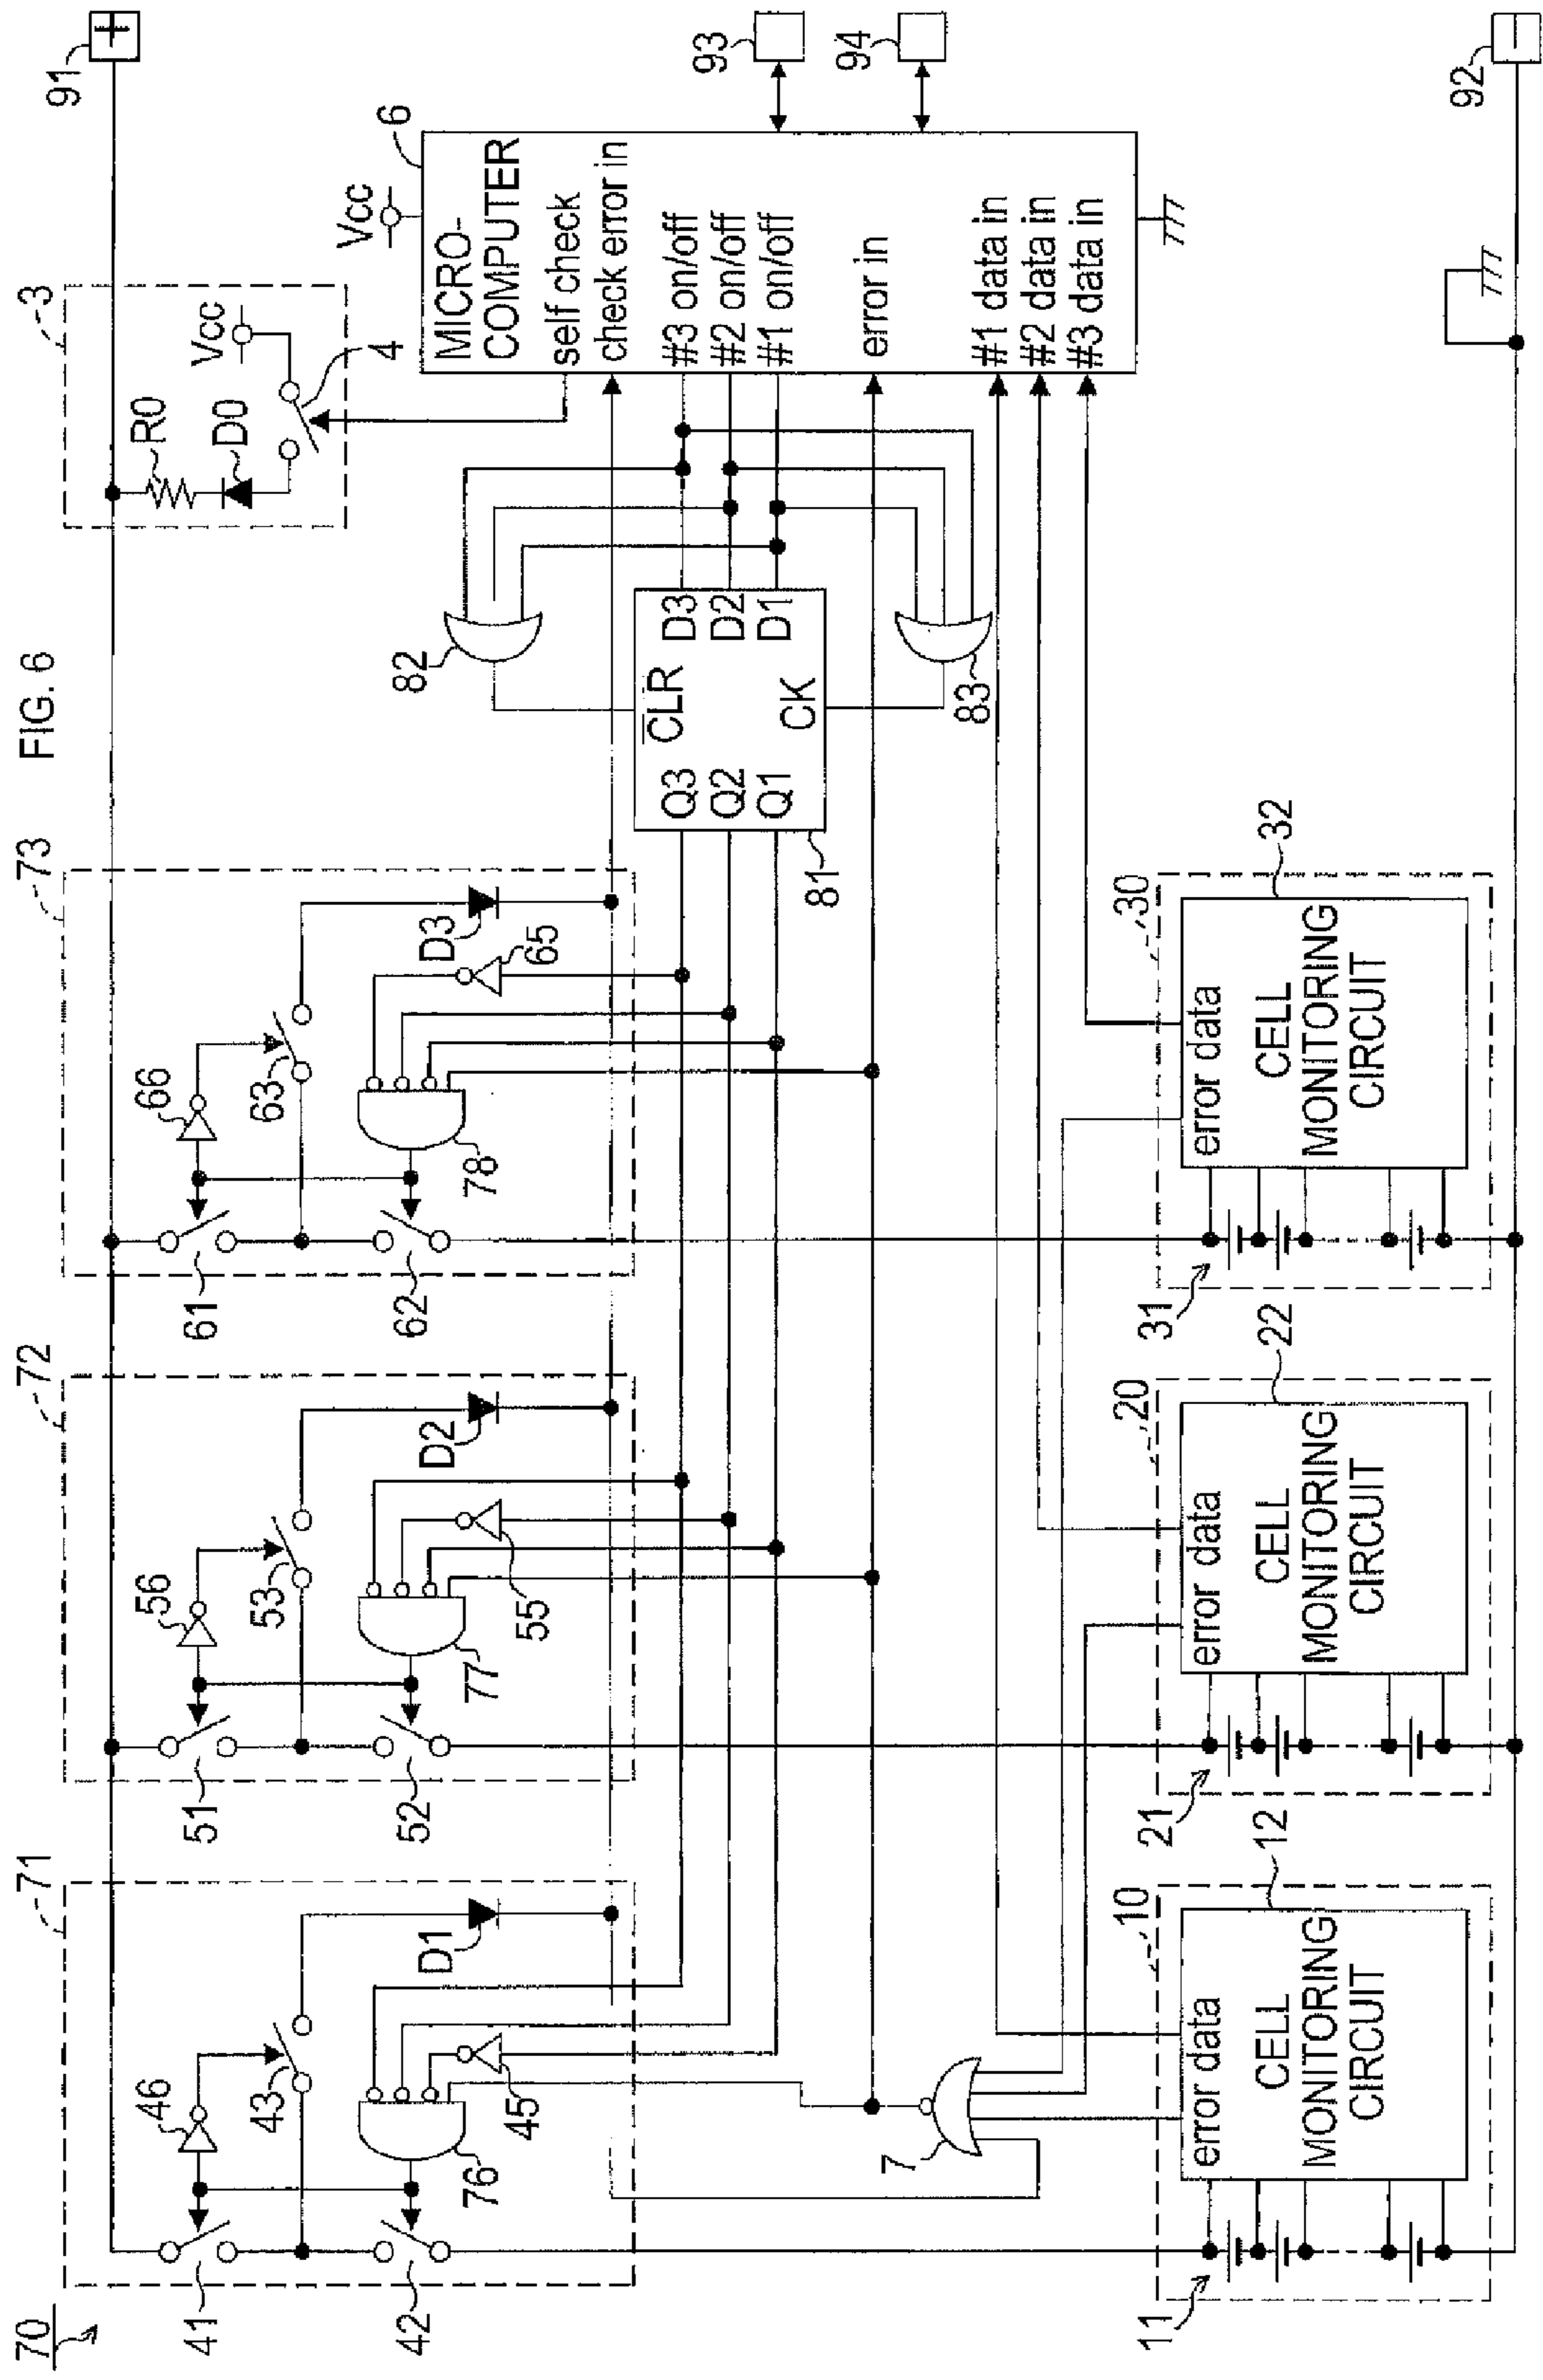 FIG. 6
70
71
72
73
3
91
+
41
46
43
42
76
45
D1
51
56
53
52
77
55
D2
61
66
63
62
78
65
D3
R0
D0
Vcc
4
Vcc
6
MICRO-
COMPUTER
self check
check error in
#3 on/off
#2 on/off
#1 on/off
error in
#1 data in
#2 data in
#3 data in
93
94
82
CLR
D3
D2
D1
Q3
Q2
Q1
CK
81
83
7
10
12
error data
CELL
MONITORING
CIRCUIT
11
20
22
error data
CELL
MONITORING
CIRCUIT
21
30
32
error data
CELL
MONITORING
CIRCUIT
31
92
−